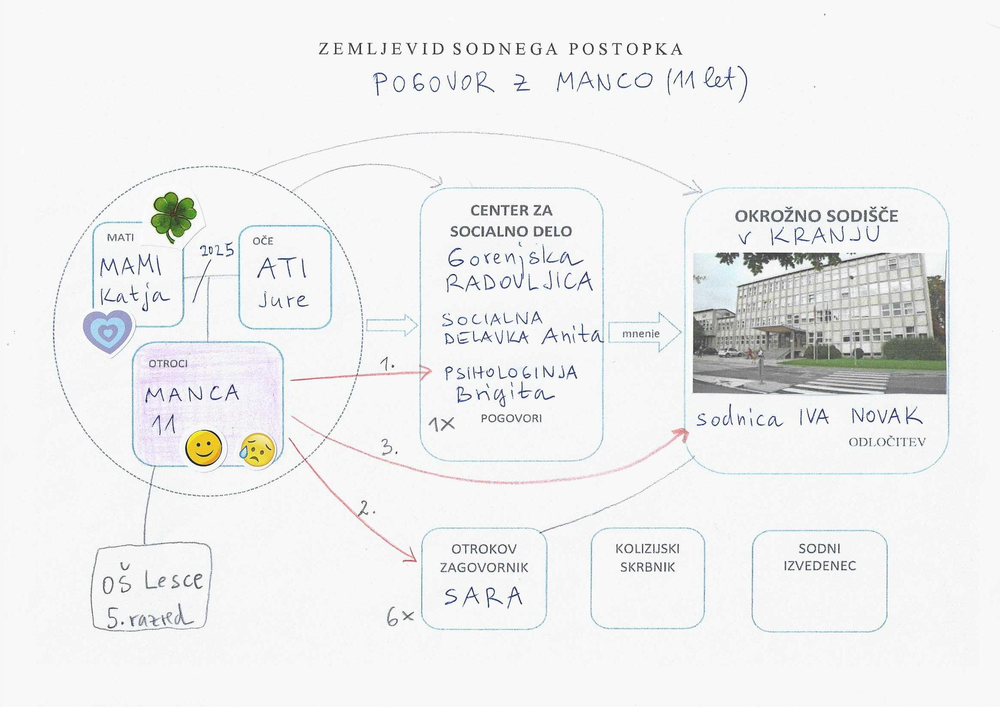 ZEMLJEVID SODNEGA POSTOPKA
POGOVOR Z MANCO (11 let)
MATI
MAMI
Katja
2025
OČE
ATI
Jure
OTROCI
MANCA
11
OŠ Lesce
5. razred
CENTER ZA
SOCIALNO DELO
Gorenjska
RADOVLJICA
SOCIALNA
DELAVKA Anita
PSIHOLOGINJA
Brigita
1X
POGOVORI
mnenje
OKROŽNO SODIŠČE
v KRANJU
sodnica IVA NOVAK
ODLOČITEV
1.
3.
2.
OTROKOV
ZAGOVORNIK
SARA
6x
KOLIZIJSKI
SKRBNIK
SODNI
IZVEDENEC